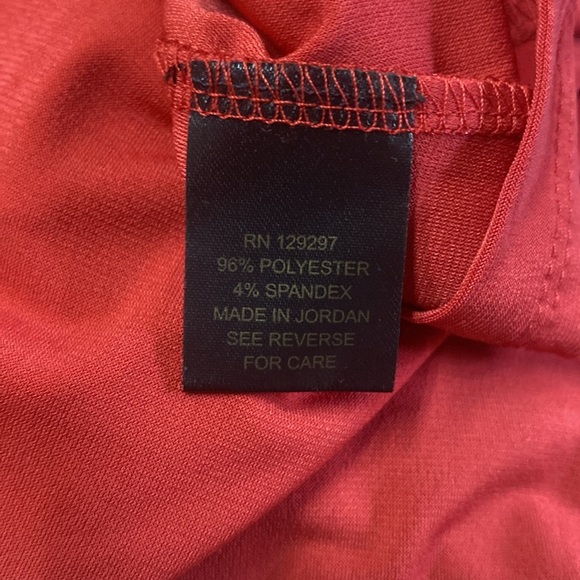 RN 129297
96% POLYESTER
4% SPANDEX
MADE IN JORDAN
SEE REVERSE
FOR CARE